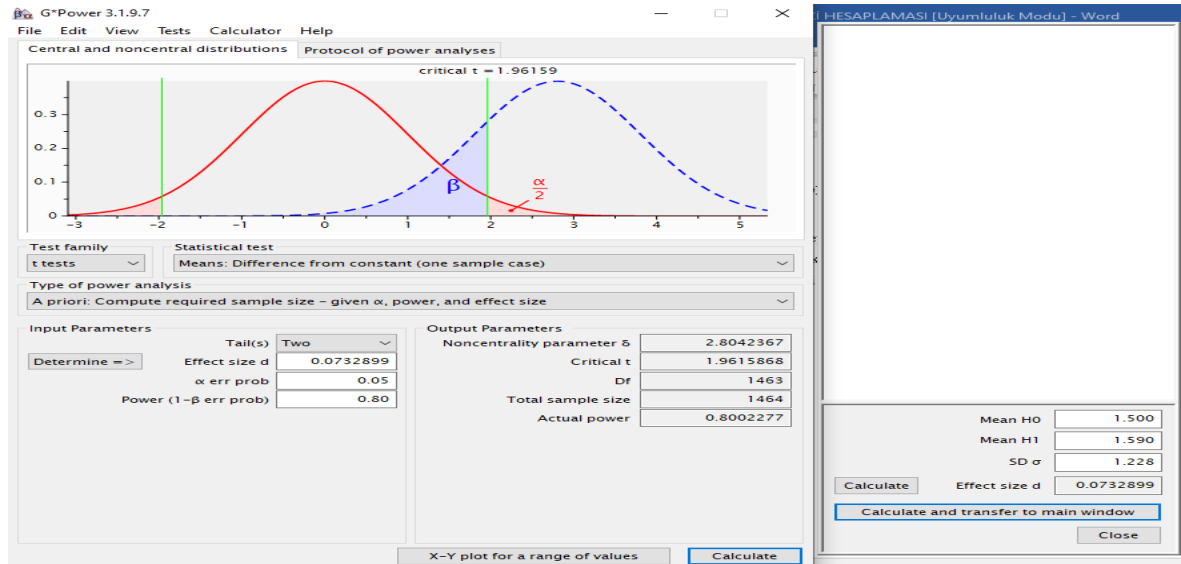 G*Power 3.1.9.7
File Edit View Tests Calculator Help
Central and noncentral distributions Protocol of power analyses
critical t = 1.96159
0.3
0.2
0.1
0
-3 -2 -1 0 1 2 3 4 5
β
α
2
Test family Statistical test
t tests Means: Difference from constant (one sample case)
Type of power analysis
A priori: Compute required sample size – given α, power, and effect size
Input Parameters
Tail(s) Two
Determine => Effect size d 0.0732899
α err prob 0.05
Power (1-β err prob) 0.80
Output Parameters
Noncentrality parameter δ 2.8042367
Critical t 1.9615868
Df 1463
Total sample size 1464
Actual power 0.8002277
X-Y plot for a range of values Calculate
HESAPLAMASI [Uyumluluk Modu] - Word
Mean H0 1.500
Mean H1 1.590
SD σ 1.228
Calculate Effect size d 0.0732899
Calculate and transfer to main window
Close